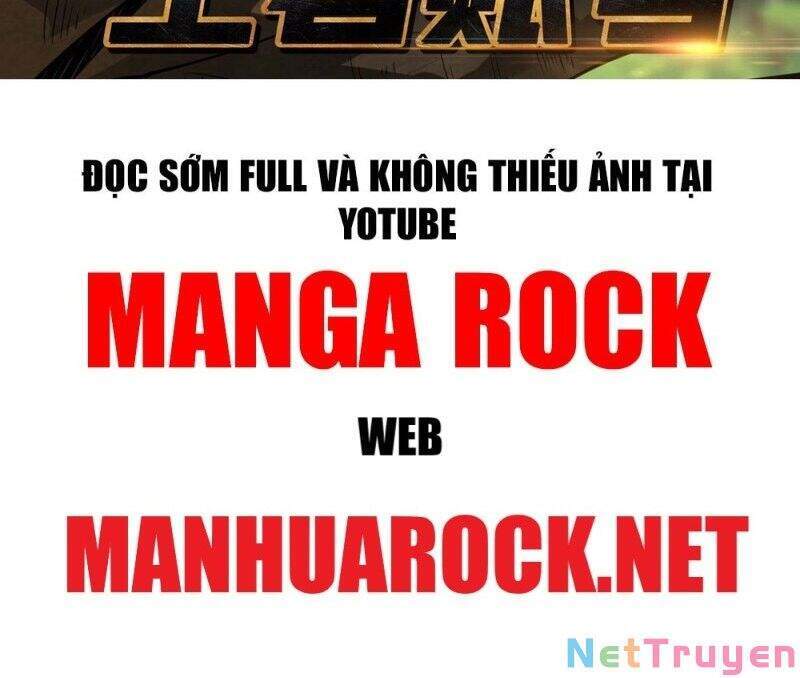 ĐỌC SỚM FULL VÀ KHÔNG THIẾU ẢNH TẠI
YOTUBE
MANGA ROCK
WEB
MANHUAROCK.NET
NetTruyen